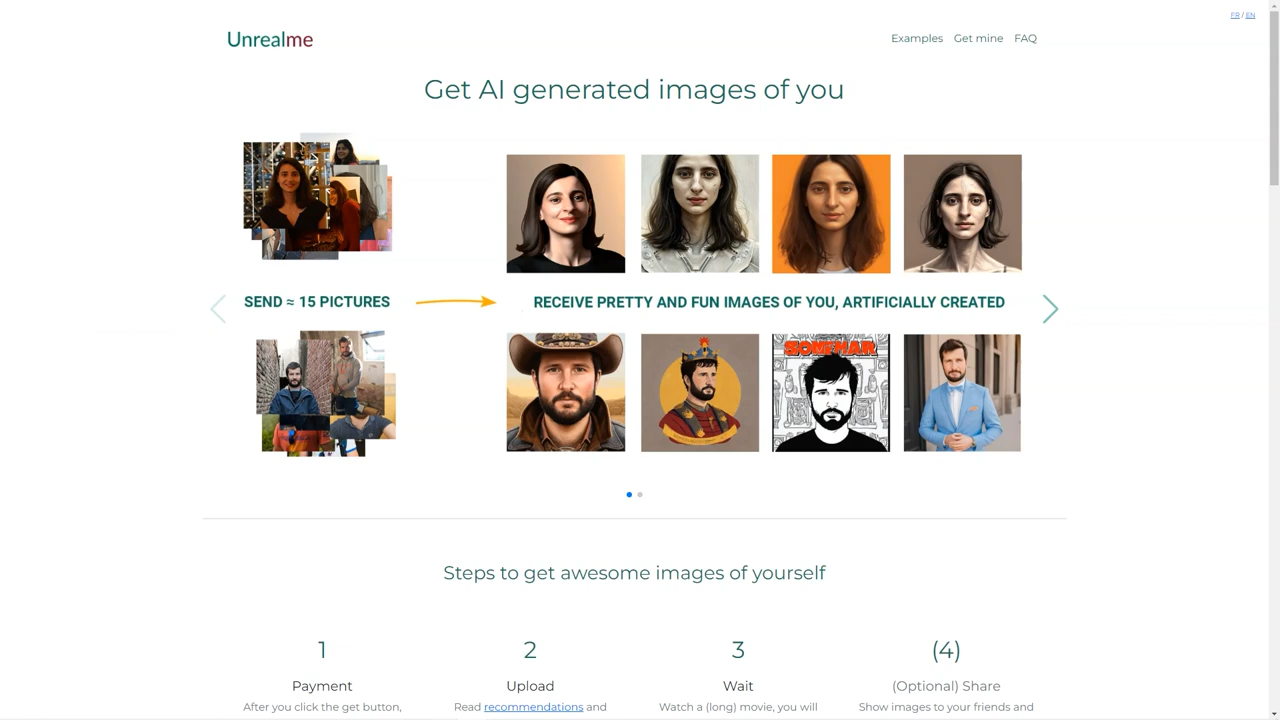 FR / EN
Unrealme
Examples Get mine FAQ
Get AI generated images of you
SEND ≈ 15 PICTURES
RECEIVE PRETTY AND FUN IMAGES OF YOU, ARTIFICIALLY CREATED
Steps to get awesome images of yourself
1
2
3
(4)
Payment
Upload
Wait
(Optional) Share
After you click the get button,
Read recommendations and
Watch a (long) movie, you will
Show images to your friends and